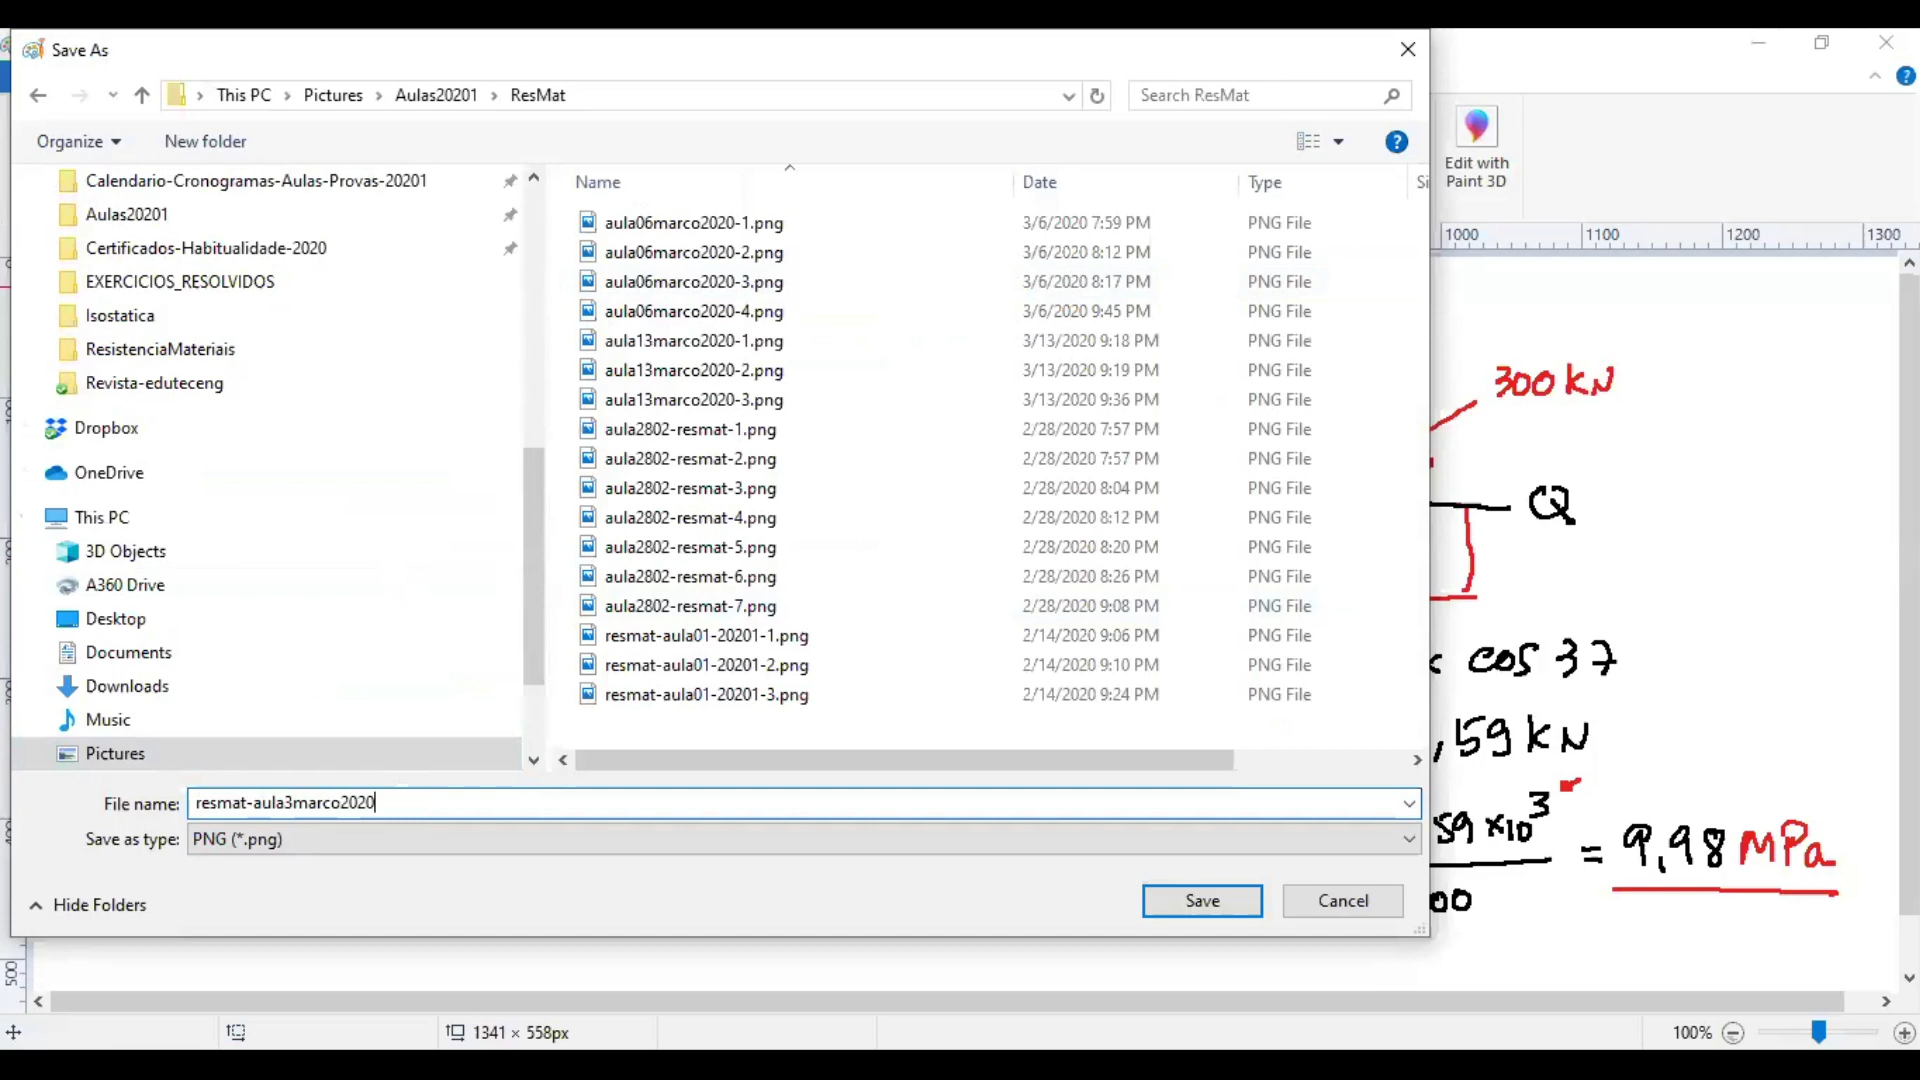 Save As
This PC > Pictures > Aulas20201 > ResMat
Search ResMat
Organize
New folder
Calendario-Cronogramas-Aulas-Provas-20201
Aulas20201
Certificados-Habitualidade-2020
EXERCICIOS_RESOLVIDOS
Isostatica
ResistenciaMateriais
Revista-eduteceng
Dropbox
OneDrive
This PC
3D Objects
A360 Drive
Desktop
Documents
Downloads
Music
Pictures
Name Date Type Si
aula06marco2020-1.png 3/6/2020 7:59 PM PNG File
aula06marco2020-2.png 3/6/2020 8:12 PM PNG File
aula06marco2020-3.png 3/6/2020 8:17 PM PNG File
aula06marco2020-4.png 3/6/2020 9:45 PM PNG File
aula13marco2020-1.png 3/13/2020 9:18 PM PNG File
aula13marco2020-2.png 3/13/2020 9:19 PM PNG File
aula13marco2020-3.png 3/13/2020 9:36 PM PNG File
aula2802-resmat-1.png 2/28/2020 7:57 PM PNG File
aula2802-resmat-2.png 2/28/2020 7:57 PM PNG File
aula2802-resmat-3.png 2/28/2020 8:04 PM PNG File
aula2802-resmat-4.png 2/28/2020 8:12 PM PNG File
aula2802-resmat-5.png 2/28/2020 8:20 PM PNG File
aula2802-resmat-6.png 2/28/2020 8:26 PM PNG File
aula2802-resmat-7.png 2/28/2020 9:08 PM PNG File
resmat-aula01-20201-1.png 2/14/2020 9:06 PM PNG File
resmat-aula01-20201-2.png 2/14/2020 9:10 PM PNG File
resmat-aula01-20201-3.png 2/14/2020 9:24 PM PNG File
File name: resmat-aula3marco2020
Save as type: PNG (*.png)
Hide Folders
Save
Cancel
Edit with
Paint 3D
1000 1100 1200 1300
300 kN
Q
cos 37
,59 kN
59 ×10³
00
= 9,98 MPa
500
1341 × 558px
100%